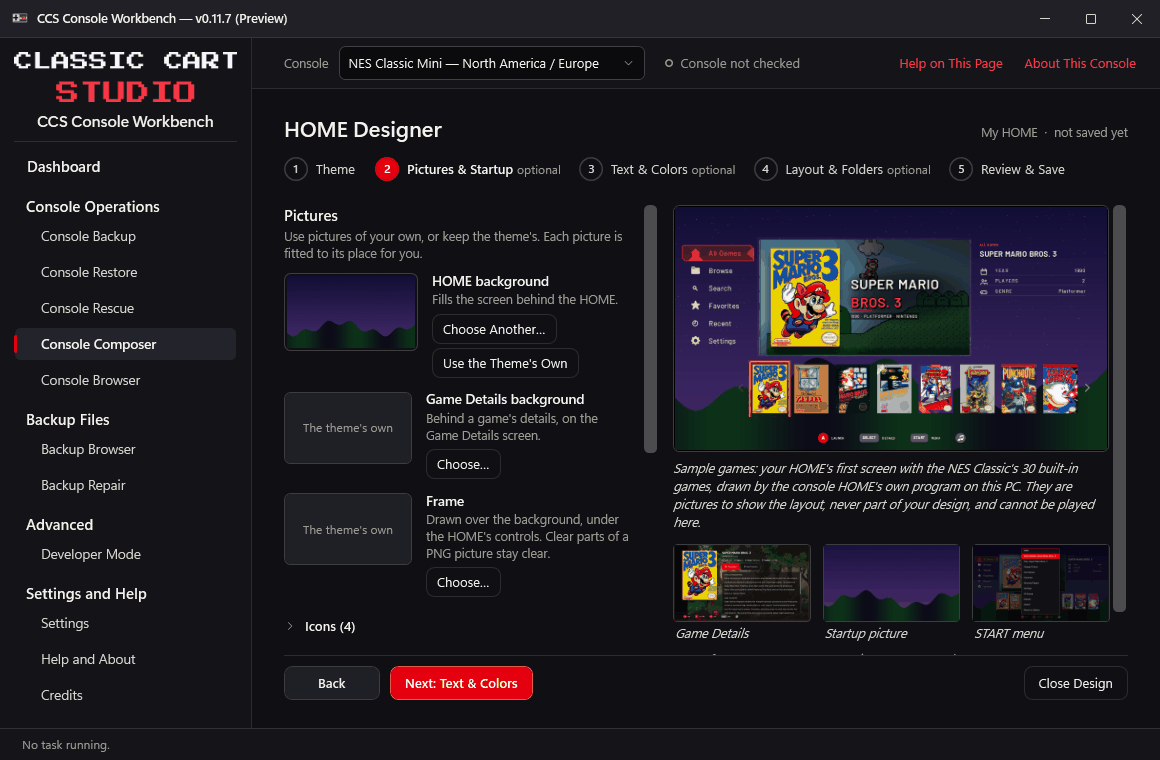 CCS Console Workbench — v0.11.7 (Preview)
CLASSIC CART
STUDIO
CCS Console Workbench
Dashboard
Console Operations
Console Backup
Console Restore
Console Rescue
Console Composer
Console Browser
Backup Files
Backup Browser
Backup Repair
Advanced
Developer Mode
Settings and Help
Settings
Help and About
Credits
Console
NES Classic Mini — North America / Europe
Console not checked
Help on This Page
About This Console
HOME Designer
My HOME · not saved yet
1 Theme
2 Pictures & Startup optional
3 Text & Colors optional
4 Layout & Folders optional
5 Review & Save
Pictures
Use pictures of your own, or keep the theme's. Each picture is
fitted to its place for you.
HOME background
Fills the screen behind the HOME.
Choose Another...
Use the Theme's Own
The theme's own
Game Details background
Behind a game's details, on the
Game Details screen.
Choose...
The theme's own
Frame
Drawn over the background, under
the HOME's controls. Clear parts of a
PNG picture stay clear.
Choose...
Icons (4)
All Games
Browse
Search
Favorites
Recent
Settings
SUPER MARIO BROS. 3
SUPER MARIO
BROS. 3
ALL GAMES
SUPER MARIO BROS. 3
YEAR
PLAYERS 2
GENRE Platformer
Sample games: your HOME's first screen with the NES Classic's 30 built-in
games, drawn by the console HOME's own program on this PC. They are
pictures to show the layout, never part of your design, and cannot be played
here.
Game Details
Startup picture
START menu
Back
Next: Text & Colors
Close Design
No task running.